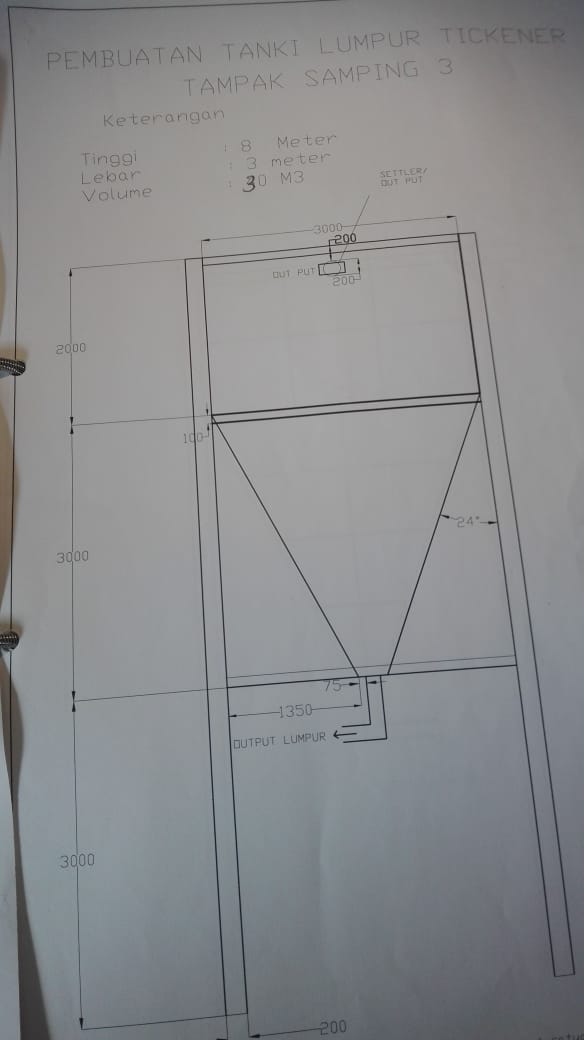 PEMBUATAN TANKI LUMPUR TICKENER
TAMPAK SAMPING 3
Keterangan
Tinggi : 8 Meter
Lebar : 3 meter
Volume : 30 M3
SETTLER/
OUT PUT
3000
200
OUT PUT
200
2000
100
3000
24°
75
1350
OUTPUT LUMPUR
3000
200